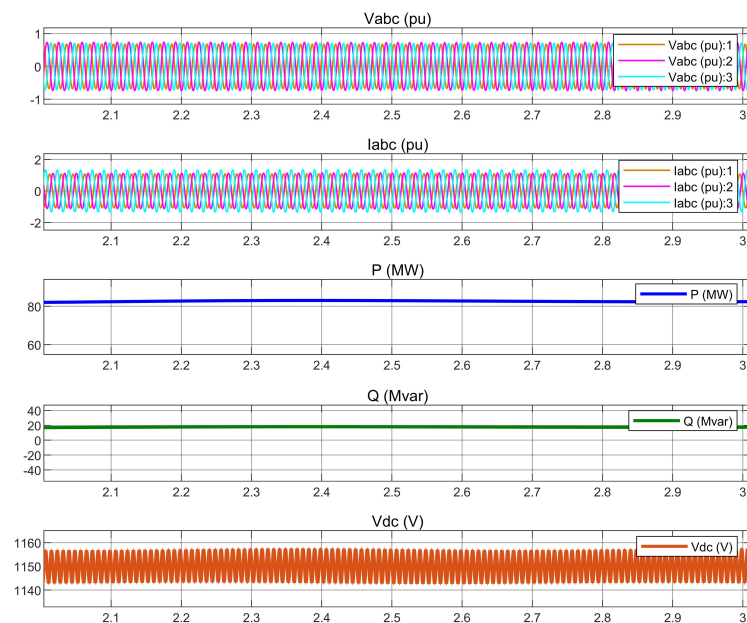 Vabc (pu)
1
0
-1
Vabc (pu):1
Vabc (pu):2
Vabc (pu):3
2.1 2.2 2.3 2.4 2.5 2.6 2.7 2.8 2.9 3
Iabc (pu)
2
0
-2
Iabc (pu):1
Iabc (pu):2
Iabc (pu):3
2.1 2.2 2.3 2.4 2.5 2.6 2.7 2.8 2.9 3
P (MW)
80
60
P (MW)
2.1 2.2 2.3 2.4 2.5 2.6 2.7 2.8 2.9 3
Q (Mvar)
40
20
0
-20
-40
Q (Mvar)
2.1 2.2 2.3 2.4 2.5 2.6 2.7 2.8 2.9 3
Vdc (V)
1160
1150
1140
Vdc (V)
2.1 2.2 2.3 2.4 2.5 2.6 2.7 2.8 2.9 3